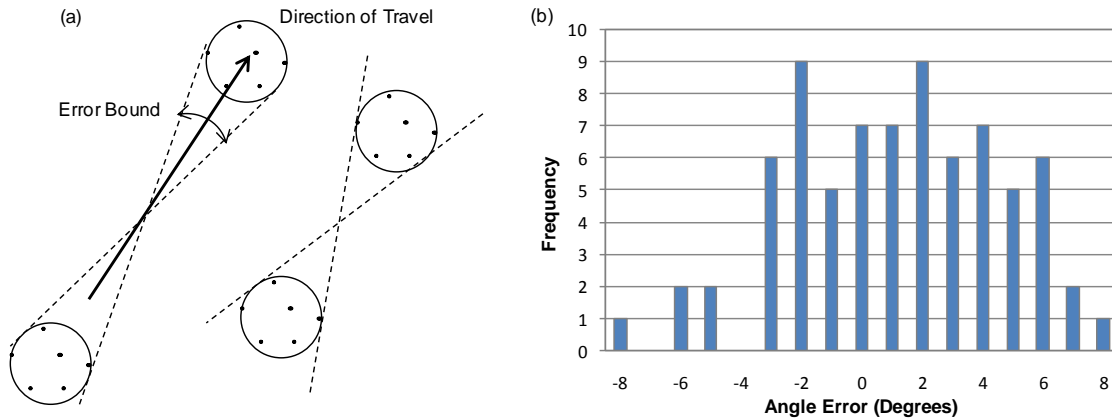 (a)
Direction of Travel
Error Bound
(b)
10
9
8
7
6
5
4
3
2
1
0
Frequency
-8 -6 -4 -2 0 2 4 6 8
Angle Error (Degrees)